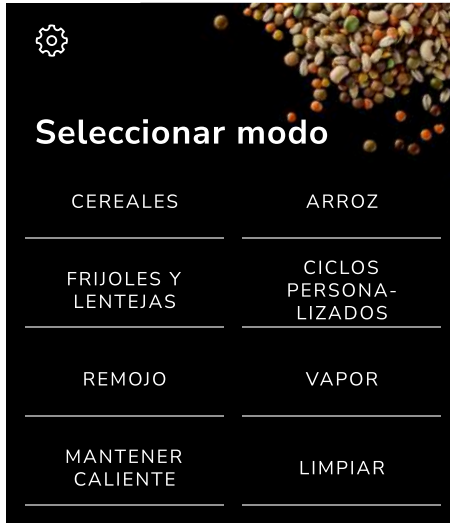 Seleccionar modo
CEREALES
ARROZ
FRIJOLES Y
LENTEJAS
CICLOS
PERSONA-
LIZADOS
REMOJO
VAPOR
MANTENER
CALIENTE
LIMPIAR